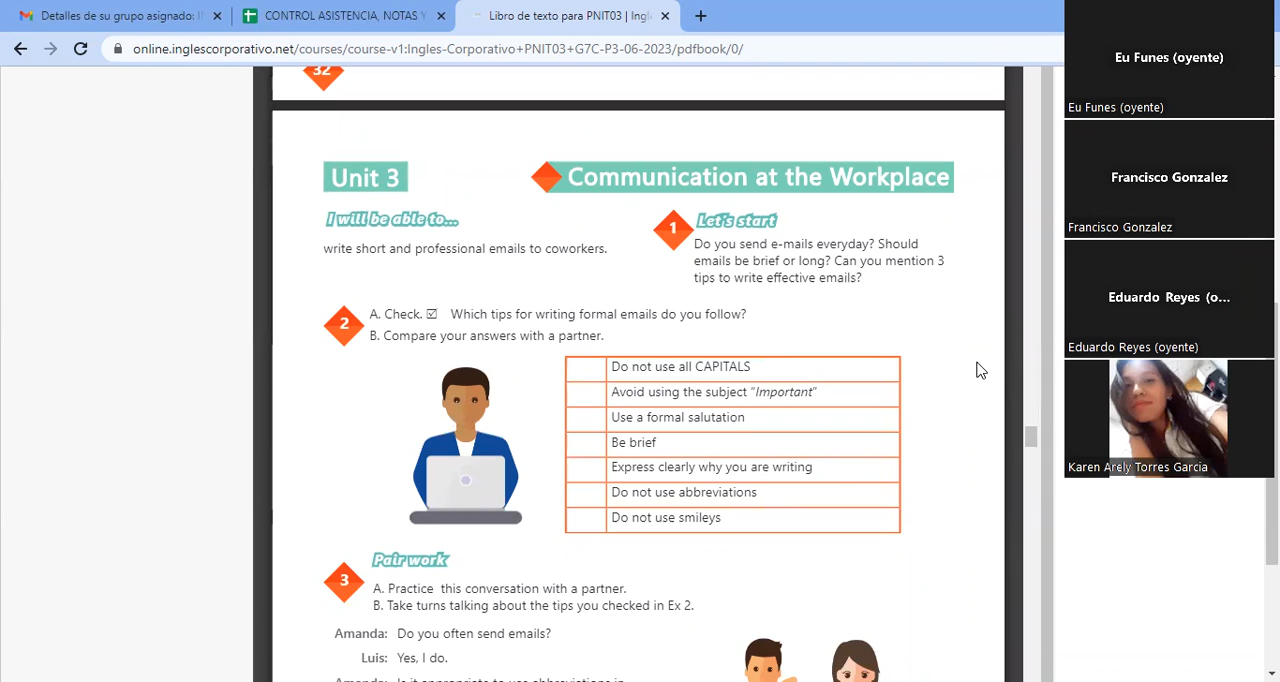 Detalles de su grupo asignado: I
CONTROL ASISTENCIA, NOTAS Y
Libro de texto para PNIT03 | Ingl
online.inglescorporativo.net/courses/course-v1:Ingles-Corporativo+PNIT03+G7C-P3-06-2023/pdfbook/0/
32
Unit 3
Communication at the Workplace
I will be able to...
write short and professional emails to coworkers.
1
Let's start
Do you send e-mails everyday? Should
emails be brief or long? Can you mention 3
tips to write effective emails?
2
A. Check. ☑ Which tips for writing formal emails do you follow?
B. Compare your answers with a partner.
Do not use all CAPITALS
Avoid using the subject "Important"
Use a formal salutation
Be brief
Express clearly why you are writing
Do not use abbreviations
Do not use smileys
Pair work
3
A. Practice this conversation with a partner.
B. Take turns talking about the tips you checked in Ex 2.
Amanda: Do you often send emails?
Luis: Yes, I do.
Amanda: Is it appropriate to use abbreviations in
Eu Funes (oyente)
Eu Funes (oyente)
Francisco Gonzalez
Francisco Gonzalez
Eduardo Reyes (o...
Eduardo Reyes (oyente)
Karen Arely Torres Garcia